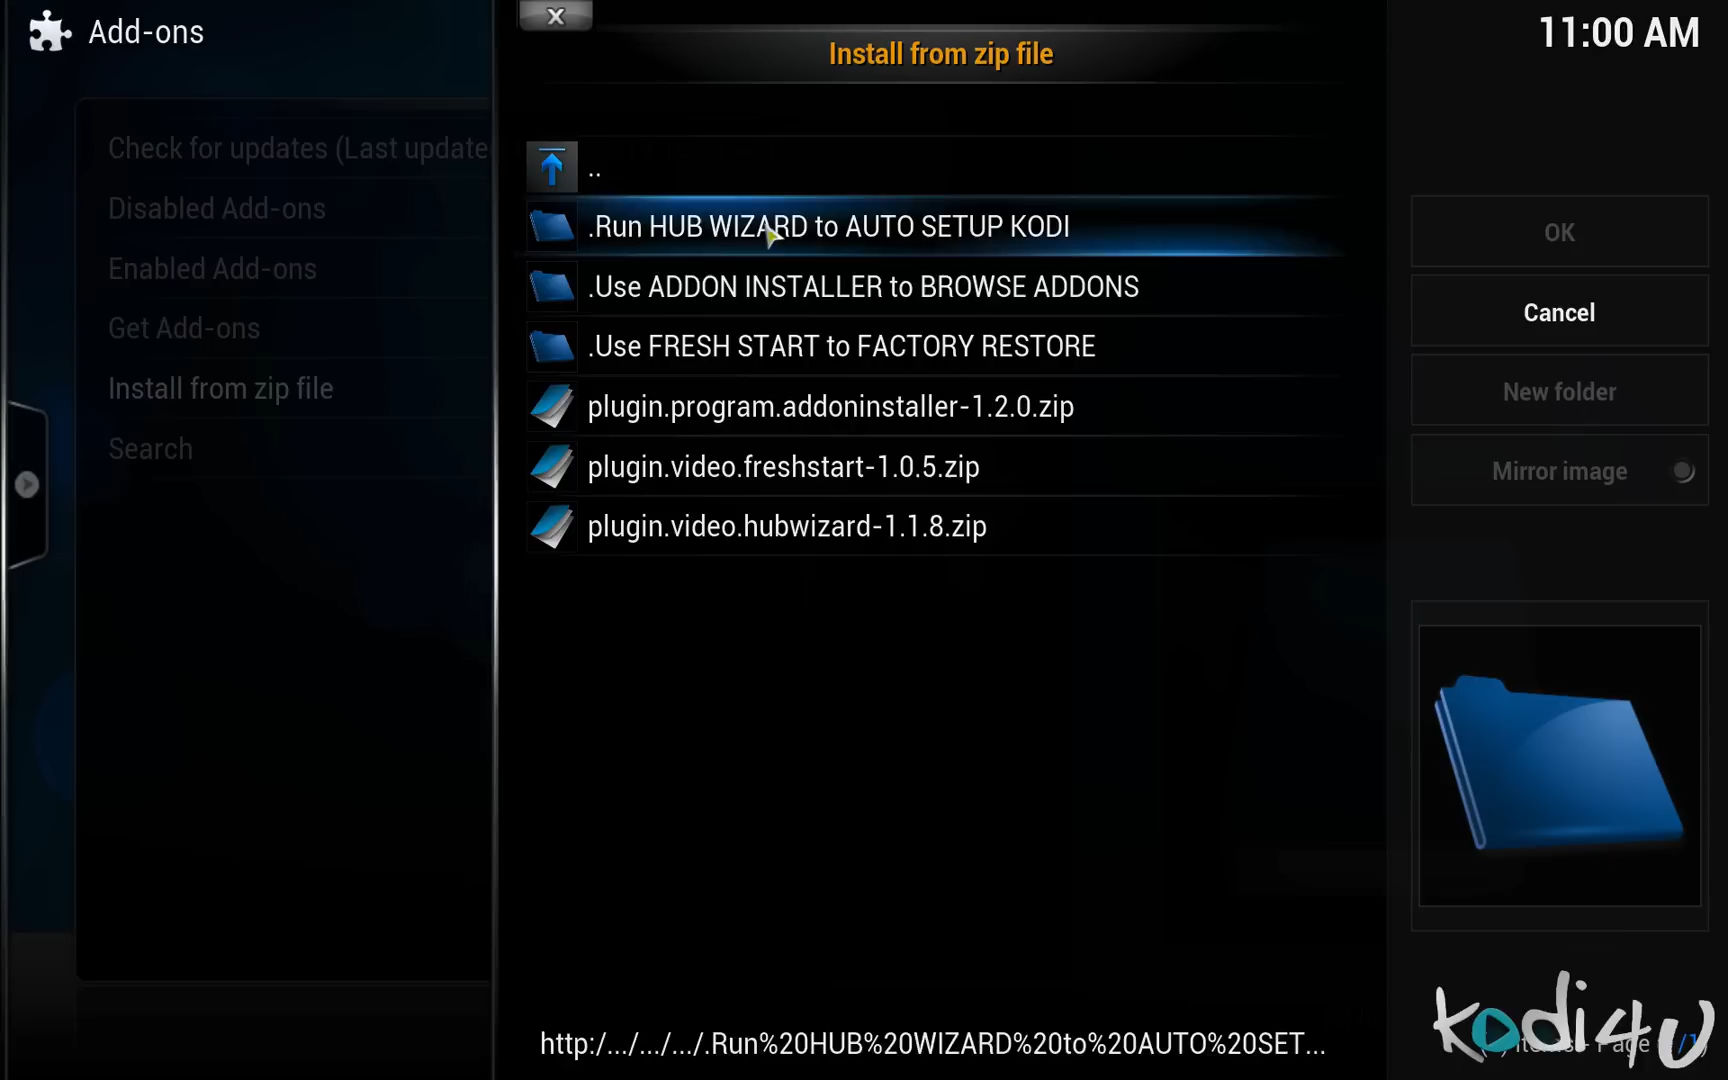 Add-ons
X
Install from zip file
11:00 AM
Check for updates (Last update
Disabled Add-ons
Enabled Add-ons
Get Add-ons
Install from zip file
Search
..
.Run HUB WIZARD to AUTO SETUP KODI
.Use ADDON INSTALLER to BROWSE ADDONS
.Use FRESH START to FACTORY RESTORE
plugin.program.addoninstaller-1.2.0.zip
plugin.video.freshstart-1.0.5.zip
plugin.video.hubwizard-1.1.8.zip
OK
Cancel
New folder
Mirror image
http:/.../.../.../.Run%20HUB%20WIZARD%20to%20AUTO%20SET...
kodi4U